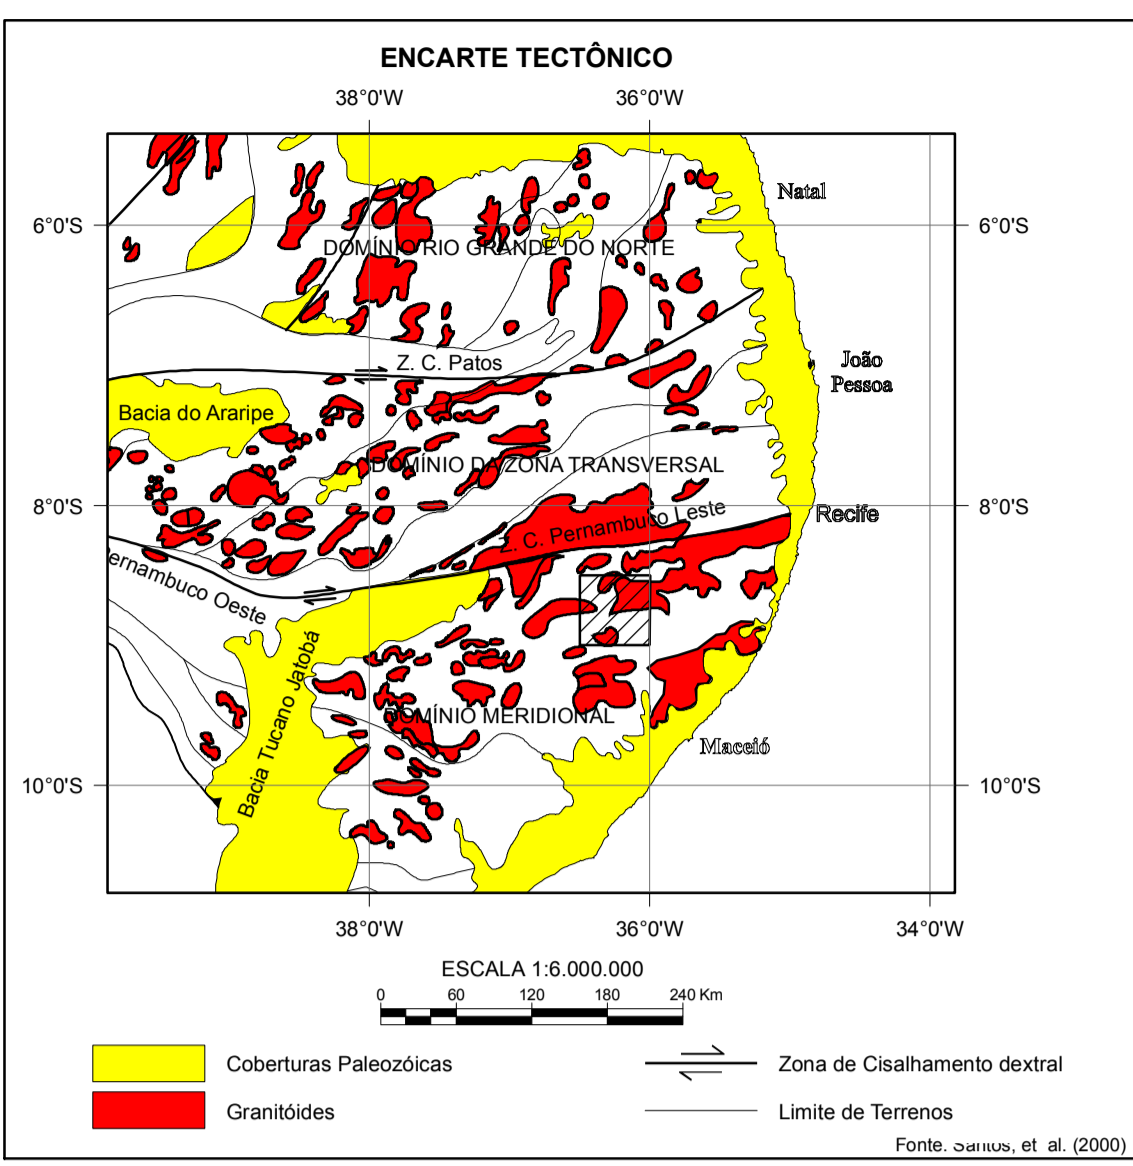 ENCARTE TECTÔNICO
38°0'W 36°0'W
Natal
6°0'S 6°0'S
DOMÍNIO RIO GRANDE DO NORTE
Z. C. Patos
João
Pessoa
Bacia do Araripe
DOMÍNIO DA ZONA TRANSVERSAL
8°0'S 8°0'S
Recife
Z. C. Pernambuco Leste
ernambuco Oeste
Bacia Tucano Jatobá
DOMÍNIO MERIDIONAL
Maceió
10°0'S 10°0'S
38°0'W 36°0'W 34°0'W
ESCALA 1:6.000.000
0 60 120 180 240 Km
Coberturas Paleozóicas
Zona de Cisalhamento dextral
Granitóides
Limite de Terrenos
Fonte. Santos, et al. (2000)